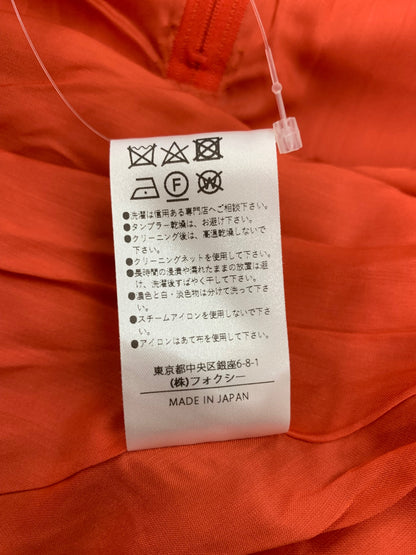 F W
●洗濯は信用ある専門店へご相談下さい。
●タンブラー乾燥は、お避け下さい。
●クリーニング後は、高温乾燥しないで
下さい。
●クリーニングネットを使用して下さい。
●長時間の浸漬や濡れたままの放置は避
け、洗濯後すばやく干して下さい。
●濃色と白・淡色物は分けて洗って下さ
い。
●スチームアイロンを使用しないで下さ
い。
●アイロンはあて布を使用して下さい。
東京都中央区銀座6-8-1
(株)フォクシー
MADE IN JAPAN